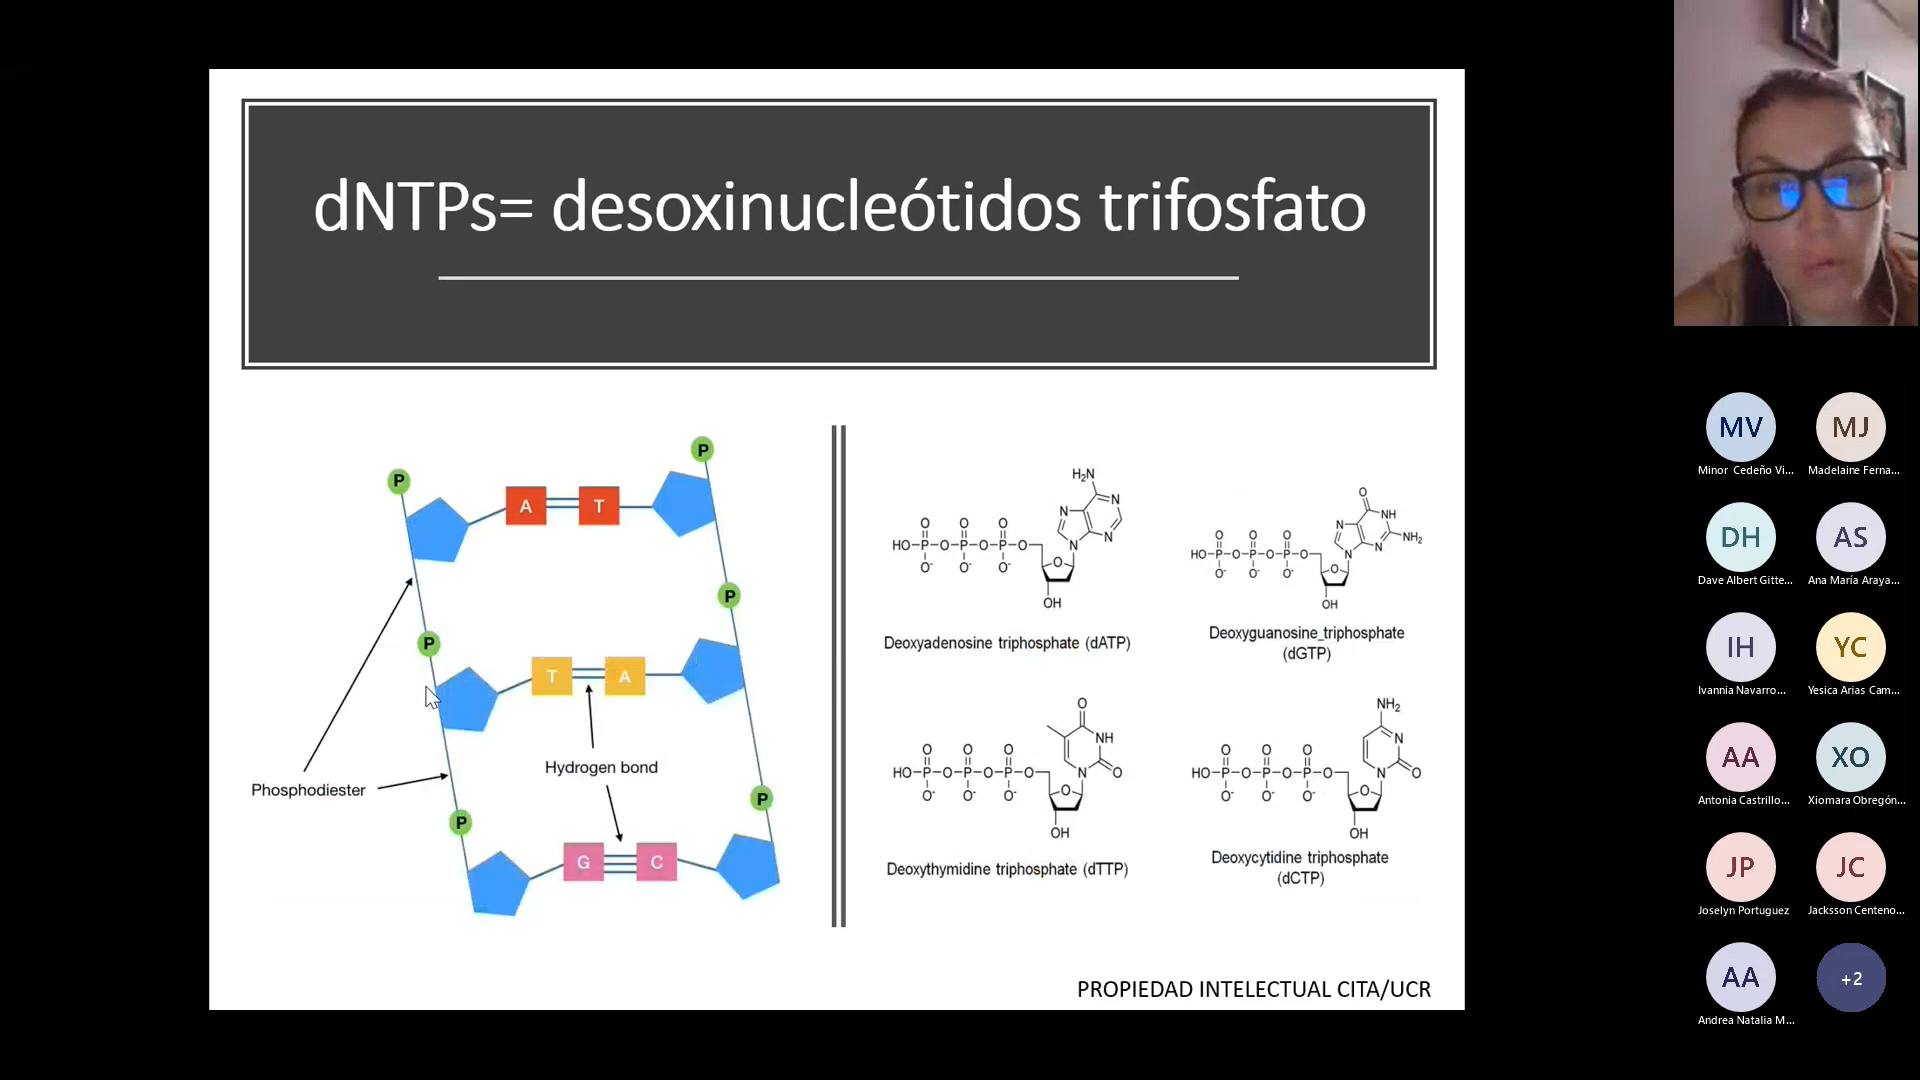 dNTPs= desoxinucleótidos trifosfato
P
P
A
T
P
P
T
A
Hydrogen bond
Phosphodiester
P
P
G
C
H₂N
N
N
N
N
O
O
O
HO
P
O
P
O
P
O
O
O⁻
O⁻
O⁻
OH
Deoxyadenosine triphosphate (dATP)
O
N
NH
N
N
NH₂
O
O
O
HO
P
O
P
O
P
O
O
O⁻
O⁻
O⁻
OH
Deoxyguanosine_triphosphate
(dGTP)
O
NH
N
O
O
O
O
HO
P
O
P
O
P
O
O
O⁻
O⁻
O⁻
OH
Deoxythymidine triphosphate (dTTP)
NH₂
N
N
O
O
O
O
HO
P
O
P
O
P
O
O
O⁻
O⁻
O⁻
OH
Deoxycytidine triphosphate
(dCTP)
PROPIEDAD INTELECTUAL CITA/UCR
MV
MJ
Minor Cedeño Vi...
Madelaine Ferna...
DH
AS
Dave Albert Gitte...
Ana María Araya...
IH
YC
Ivannia Navarro...
Yesica Arias Cam...
AA
XO
Antonia Castrillo...
Xiomara Obregón...
JP
JC
Joselyn Portuguez
Jacksson Centeno...
AA
+2
Andrea Natalia M...